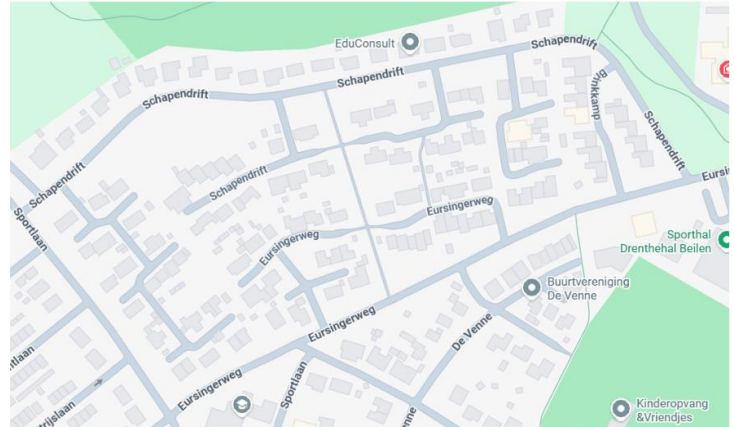 EduConsult
Schapendrift
Schapendrift
Schapendrift
Brinkkamp
Schapendrift
Schapendrift
Schapendrift
Sportlaan
Eursingerweg
Eursingerweg
Sporthal
Drenthehal Beilen
Buurtvereniging
De Venne
Eursingerweg
De Venne
Eursingerweg
Sportlaan
Kinderopvang
&Vriendjes